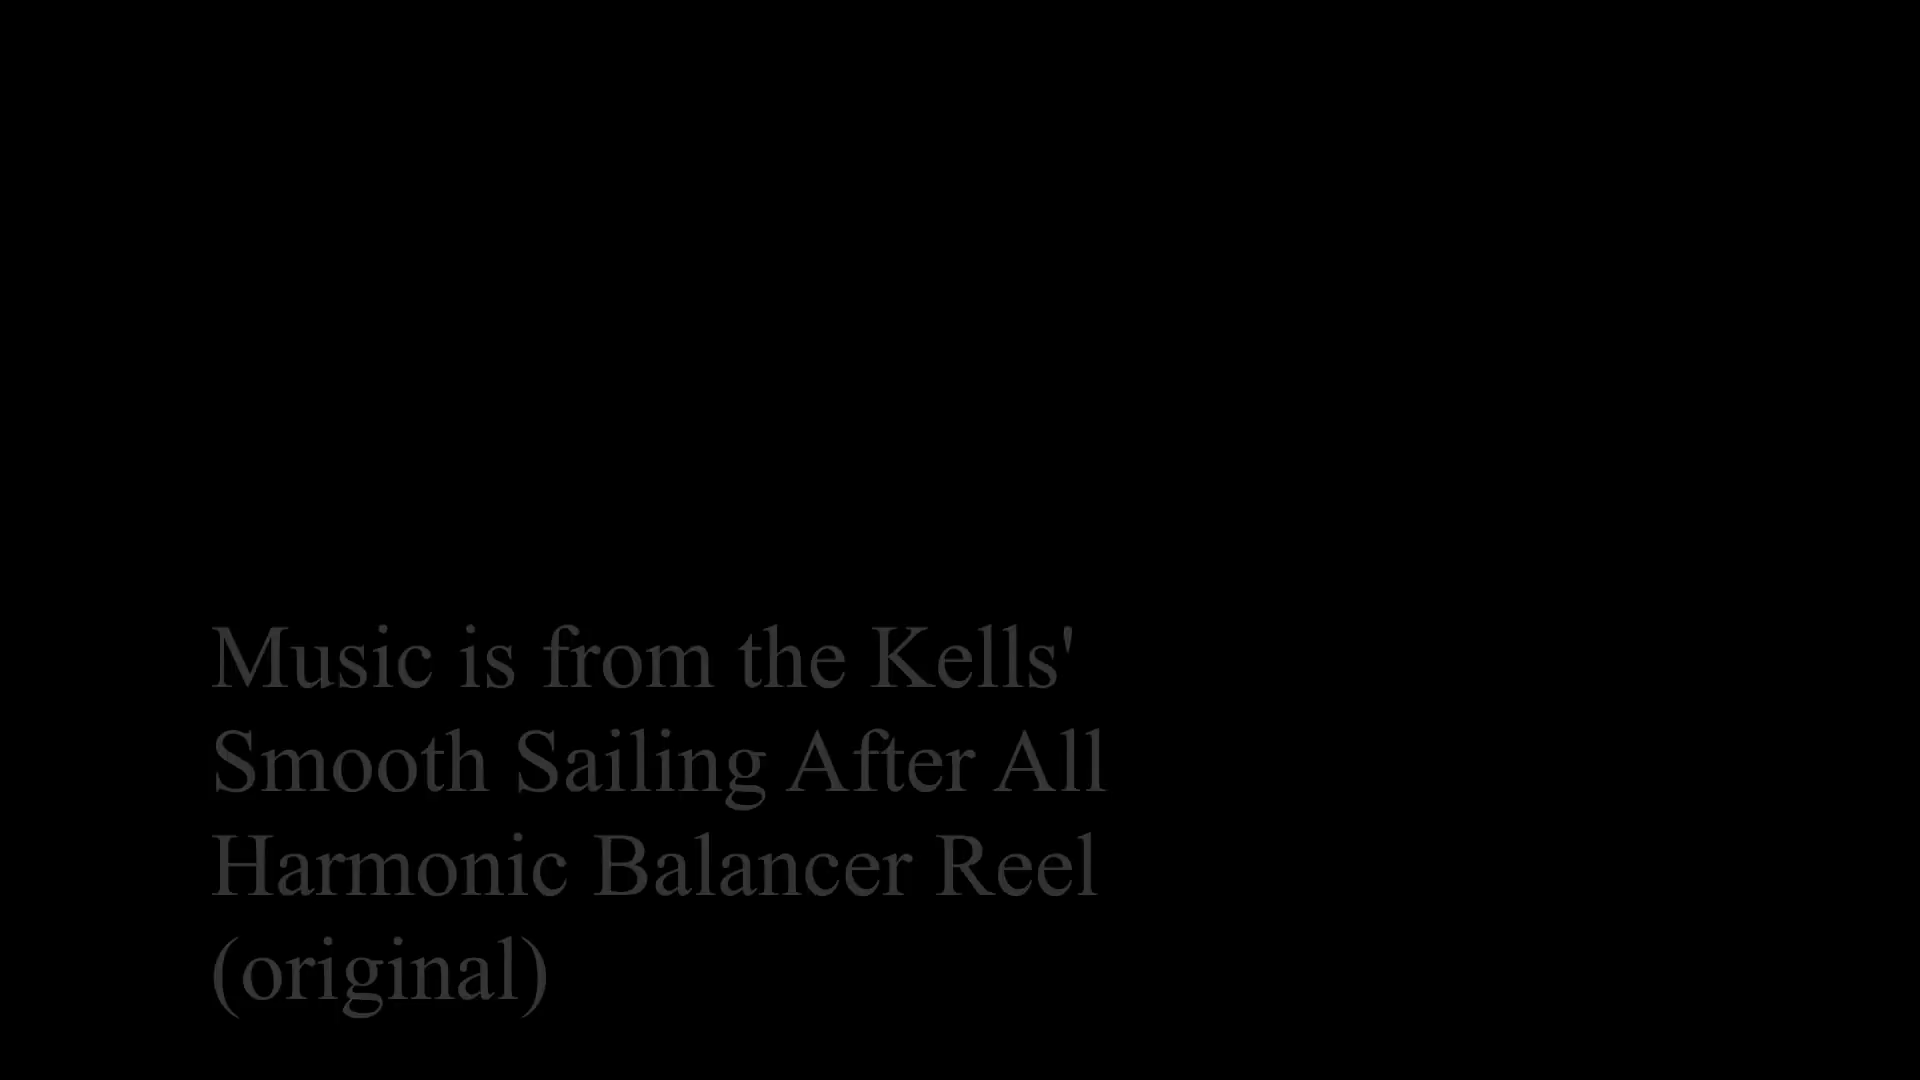 Music is from the Kells'
Smooth Sailing After All
Harmonic Balancer Reel
(original)